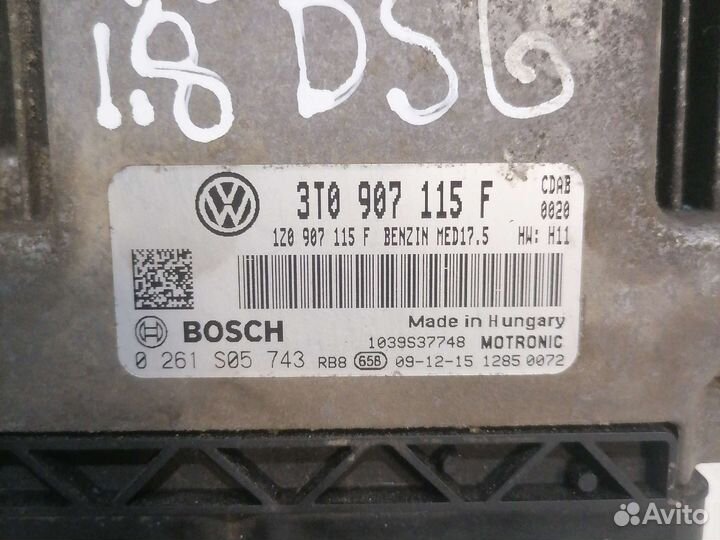 1.8 DSG
3T0 907 115 F
CDAB
0020
1Z0 907 115 F BENZIN MED17.5 HW: H11
BOSCH
Made in Hungary
1039S37748 MOTRONIC
0 261 S05 743 RB8 65B 09-12-15 1285 0072
Avito